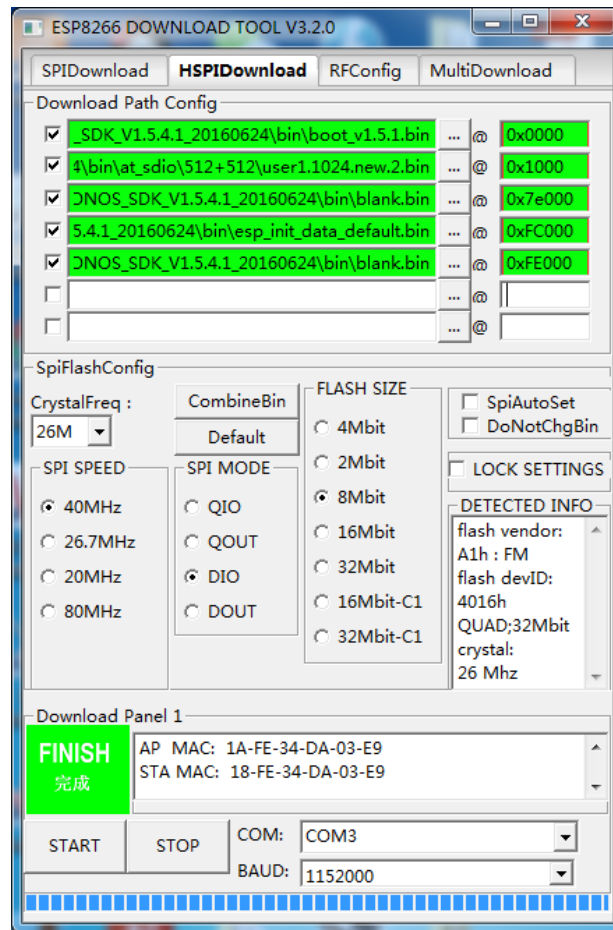 ESP8266 DOWNLOAD TOOL V3.2.0
SPIDownload HSPIDownload RFConfig MultiDownload
Download Path Config
_SDK_V1.5.4.1_20160624\bin\boot_v1.5.1.bin ... @ 0x0000
4\bin\at_sdio\512+512\user1.1024.new.2.bin ... @ 0x1000
ONOS_SDK_V1.5.4.1_20160624\bin\blank.bin ... @ 0x7e000
5.4.1_20160624\bin\esp_init_data_default.bin ... @ 0xFC000
ONOS_SDK_V1.5.4.1_20160624\bin\blank.bin ... @ 0xFE000
... @
... @
SpiFlashConfig
CrystalFreq :
26M
CombineBin
Default
SPI SPEED
40MHz
26.7MHz
20MHz
80MHz
SPI MODE
QIO
QOUT
DIO
DOUT
FLASH SIZE
4Mbit
2Mbit
8Mbit
16Mbit
32Mbit
16Mbit-C1
32Mbit-C1
SpiAutoSet
DoNotChgBin
LOCK SETTINGS
DETECTED INFO
flash vendor:
A1h : FM
flash devID:
4016h
QUAD;32Mbit
crystal:
26 Mhz
Download Panel 1
FINISH
完成
AP MAC: 1A-FE-34-DA-03-E9
STA MAC: 18-FE-34-DA-03-E9
START
STOP
COM: COM3
BAUD: 1152000